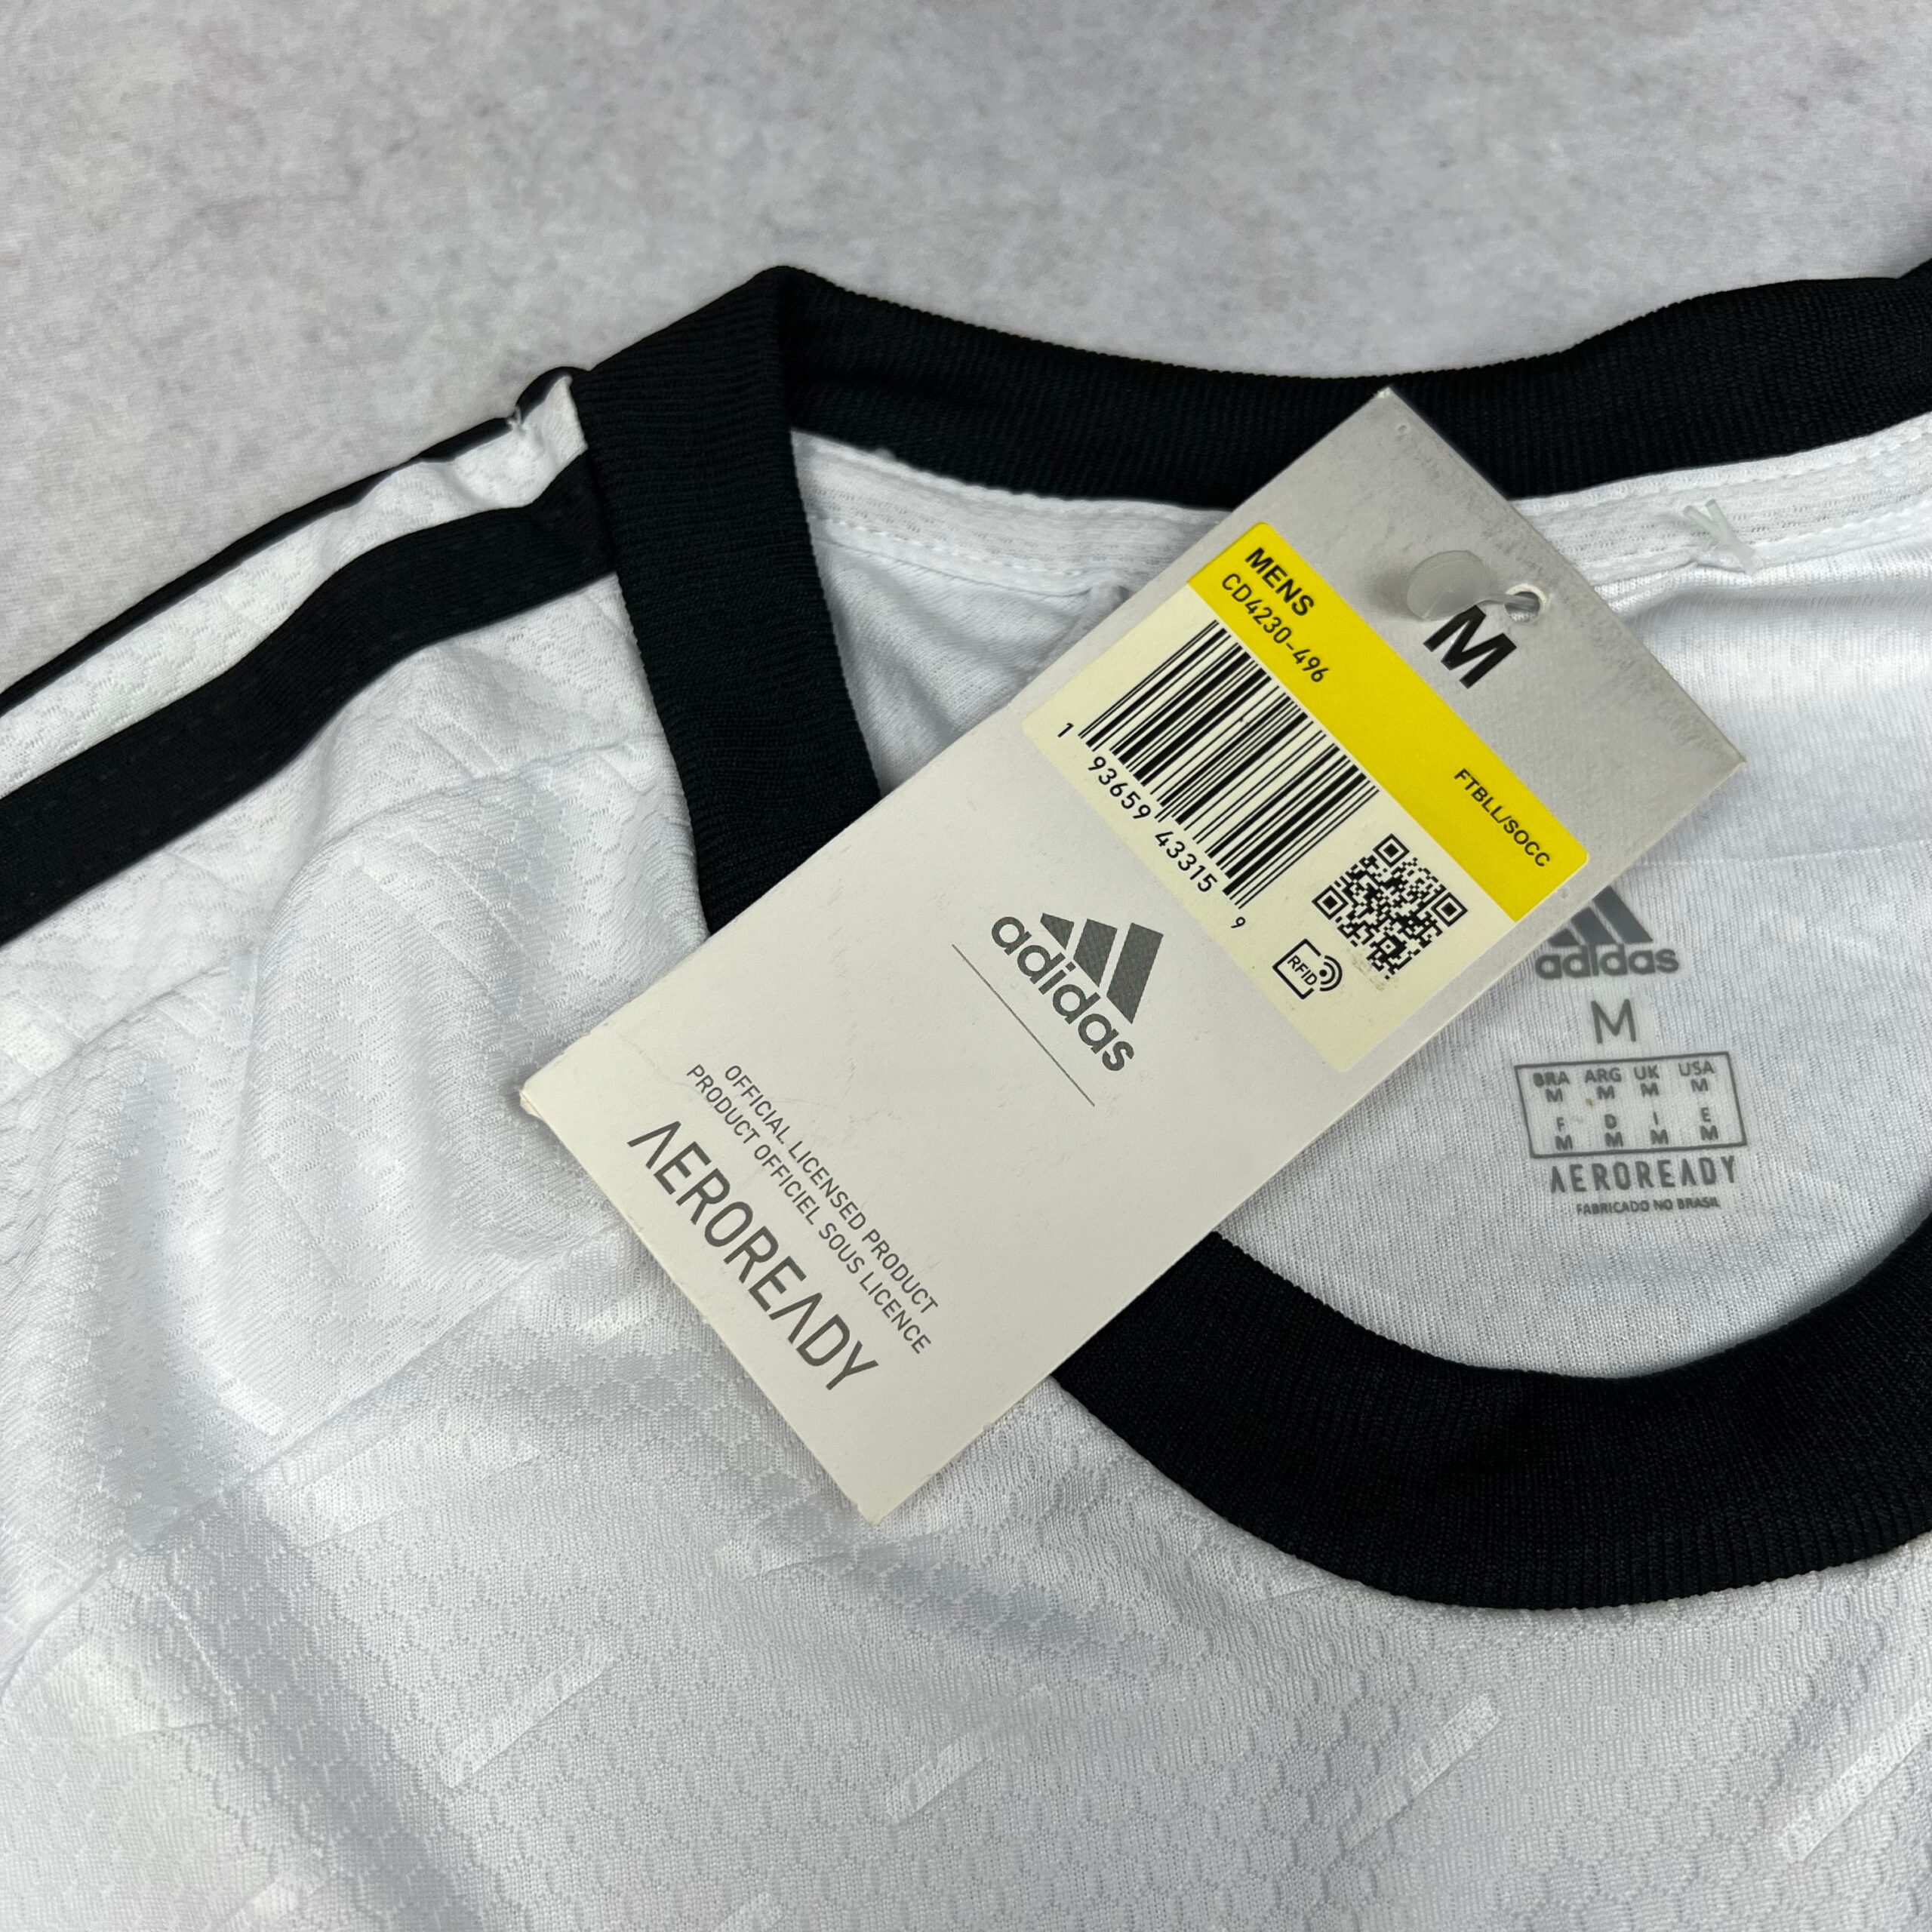 MENS
CD4230-496
M
FTBLL/SOCC
1 93659 43315 9
RFID
adidas
OFFICIAL LICENSED PRODUCT
PRODUCT OFFICIEL SOUS LICENCE
AEROREADY
adidas
M
BRA ARG UK USA
M M M M
F D I E
M M M M
AEROREADY
FABRICADO NO BRASIL